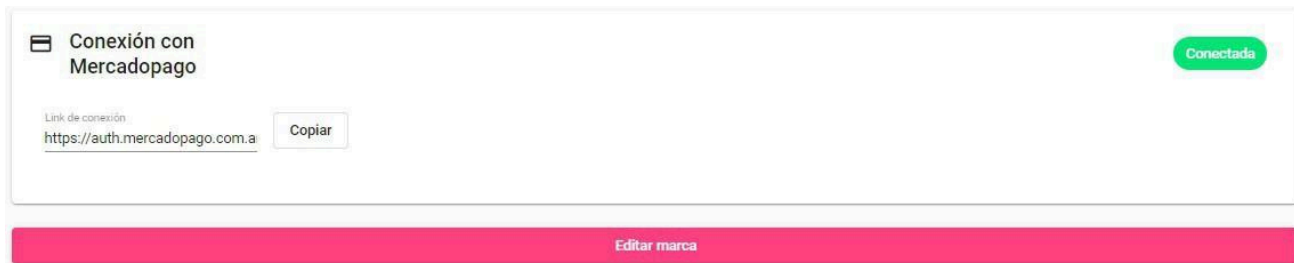 Conexión con
Mercadopago
Conectada
Link de conexión
https://auth.mercadopago.com.a
Copiar
Editar marca